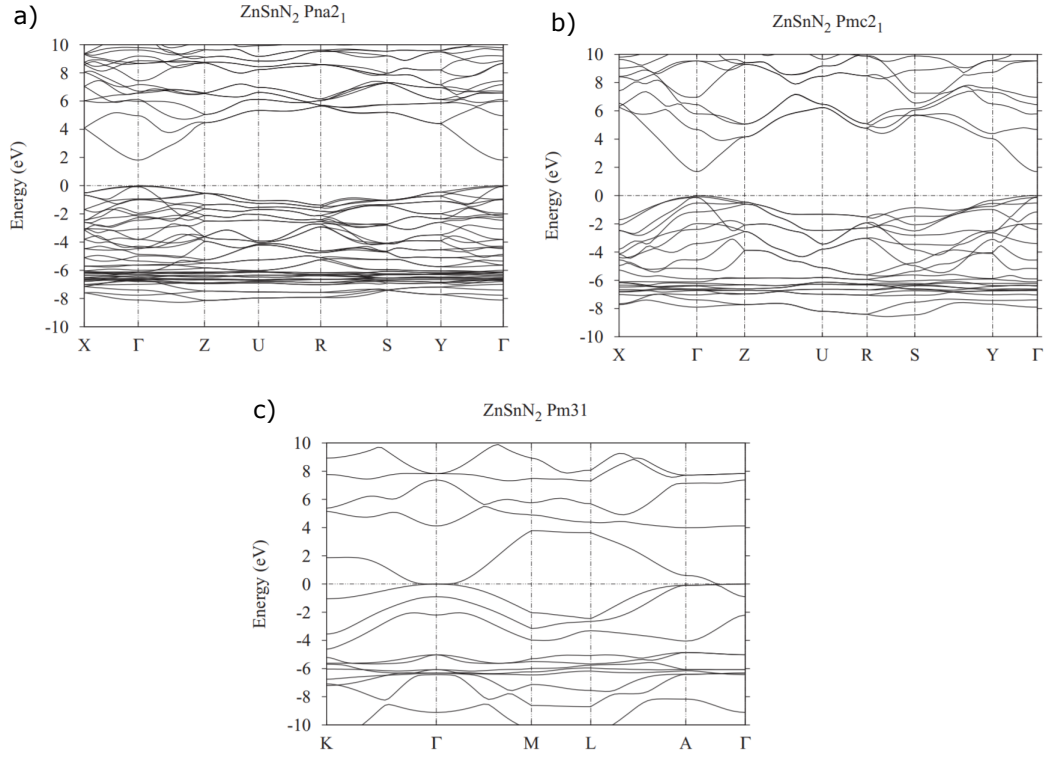 a)
ZnSnN₂ Pna2₁
10
8
6
4
2
0
-2
-4
-6
-8
-10
Energy (eV)
X Γ Z U R S Y Γ
b)
ZnSnN₂ Pmc2₁
10
8
6
4
2
0
-2
-4
-6
-8
-10
Energy (eV)
X Γ Z U R S Y Γ
c)
ZnSnN₂ Pm31
10
8
6
4
2
0
-2
-4
-6
-8
-10
Energy (eV)
K Γ M L A Γ